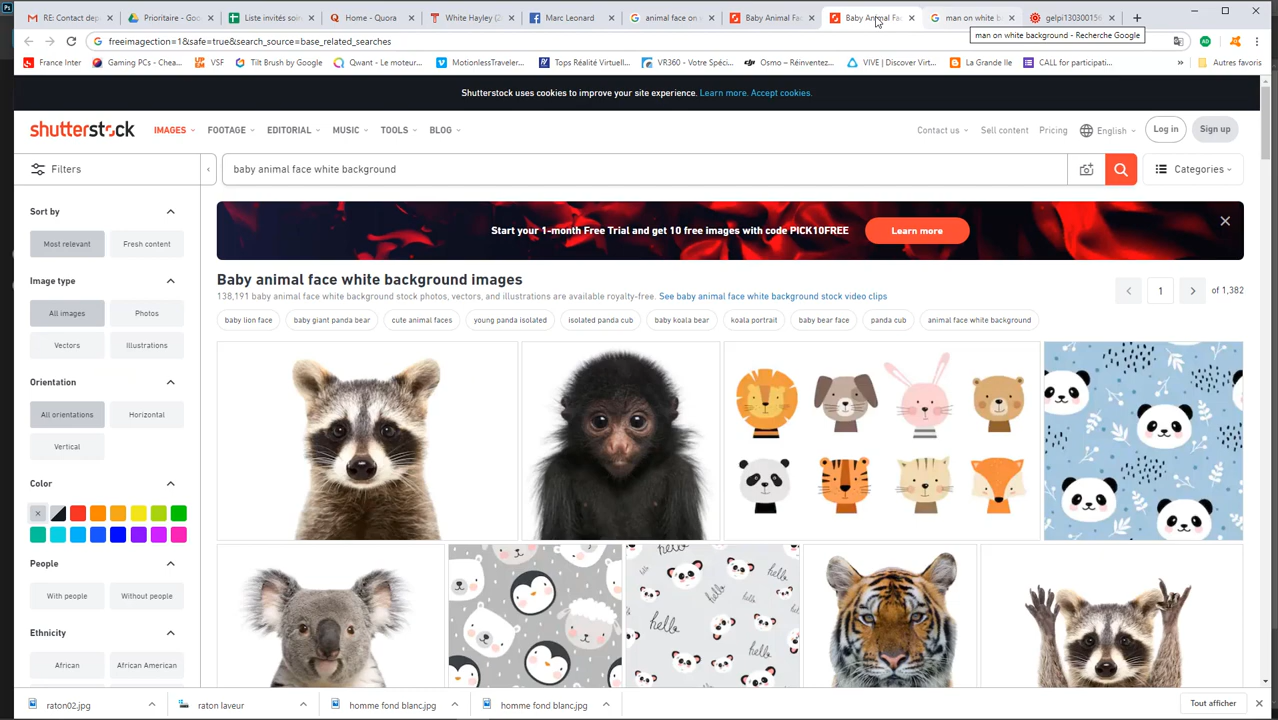 RE: Contact dep
Prioritaire - Goo
Liste invités soiré
Home - Quora
White Hayley (2
Marc Leonard
animal face on
Baby Animal Fac
Baby Animal Fac
man on white b
gelpi130300156
freeimagection=1&safe=true&search_source=base_related_searches
man on white background - Recherche Google
France Inter
Gaming PCs - Chea...
VSF
Tilt Brush by Google
Qwant - Le moteur...
MotionlessTraveler...
Tops Réalité Virtuell...
VR360 - Votre Spéci...
Osmo – Réinventez...
VIVE | Discover Virt...
La Grande Ile
CALL for participati...
Autres favoris
Shutterstock uses cookies to improve your site experience. Learn more. Accept cookies.
shutterstock
IMAGES
FOOTAGE
EDITORIAL
MUSIC
TOOLS
BLOG
Contact us
Sell content
Pricing
English
Log in
Sign up
Filters
baby animal face white background
Categories
Start your 1-month Free Trial and get 10 free images with code PICK10FREE
Learn more
Sort by
Most relevant
Fresh content
Image type
All images
Photos
Vectors
Illustrations
Orientation
All orientations
Horizontal
Vertical
Color
People
With people
Without people
Ethnicity
African
African American
Baby animal face white background images
138,191 baby animal face white background stock photos, vectors, and illustrations are available royalty-free. See baby animal face white background stock video clips
1
of 1,382
baby lion face
baby giant panda bear
cute animal faces
young panda isolated
isolated panda cub
baby koala bear
koala portrait
baby bear face
panda cub
animal face white background
hello
hello
hello
hello
hello
raton02.jpg
raton laveur
homme fond blanc.jpg
homme fond blanc.jpg
Tout afficher